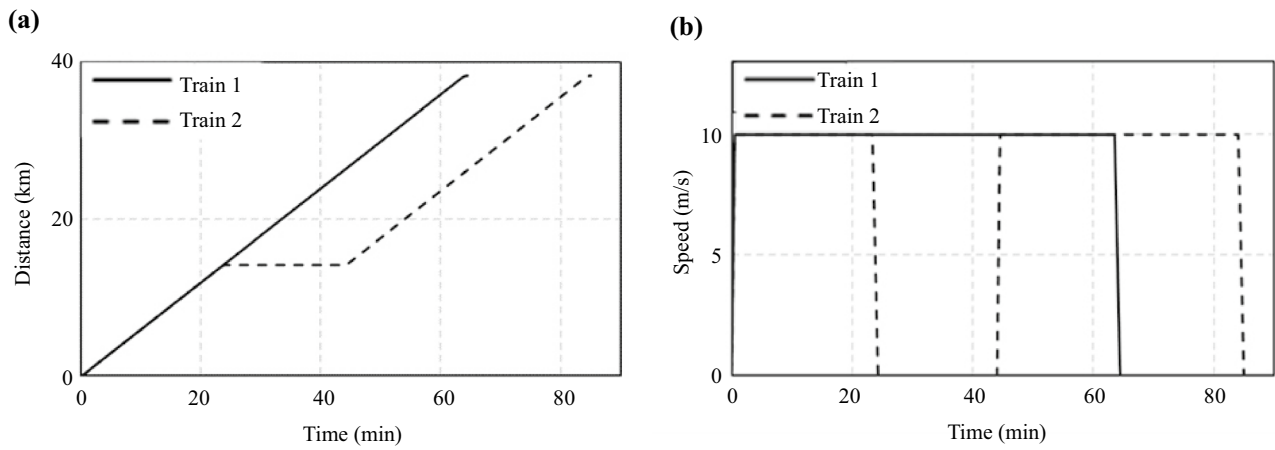 (a)
40
Train 1
Train 2
20
0
Distance (km)
0 20 40 60 80
Time (min)
(b)
Train 1
Train 2
10
5
0
Speed (m/s)
0 20 40 60 80
Time (min)